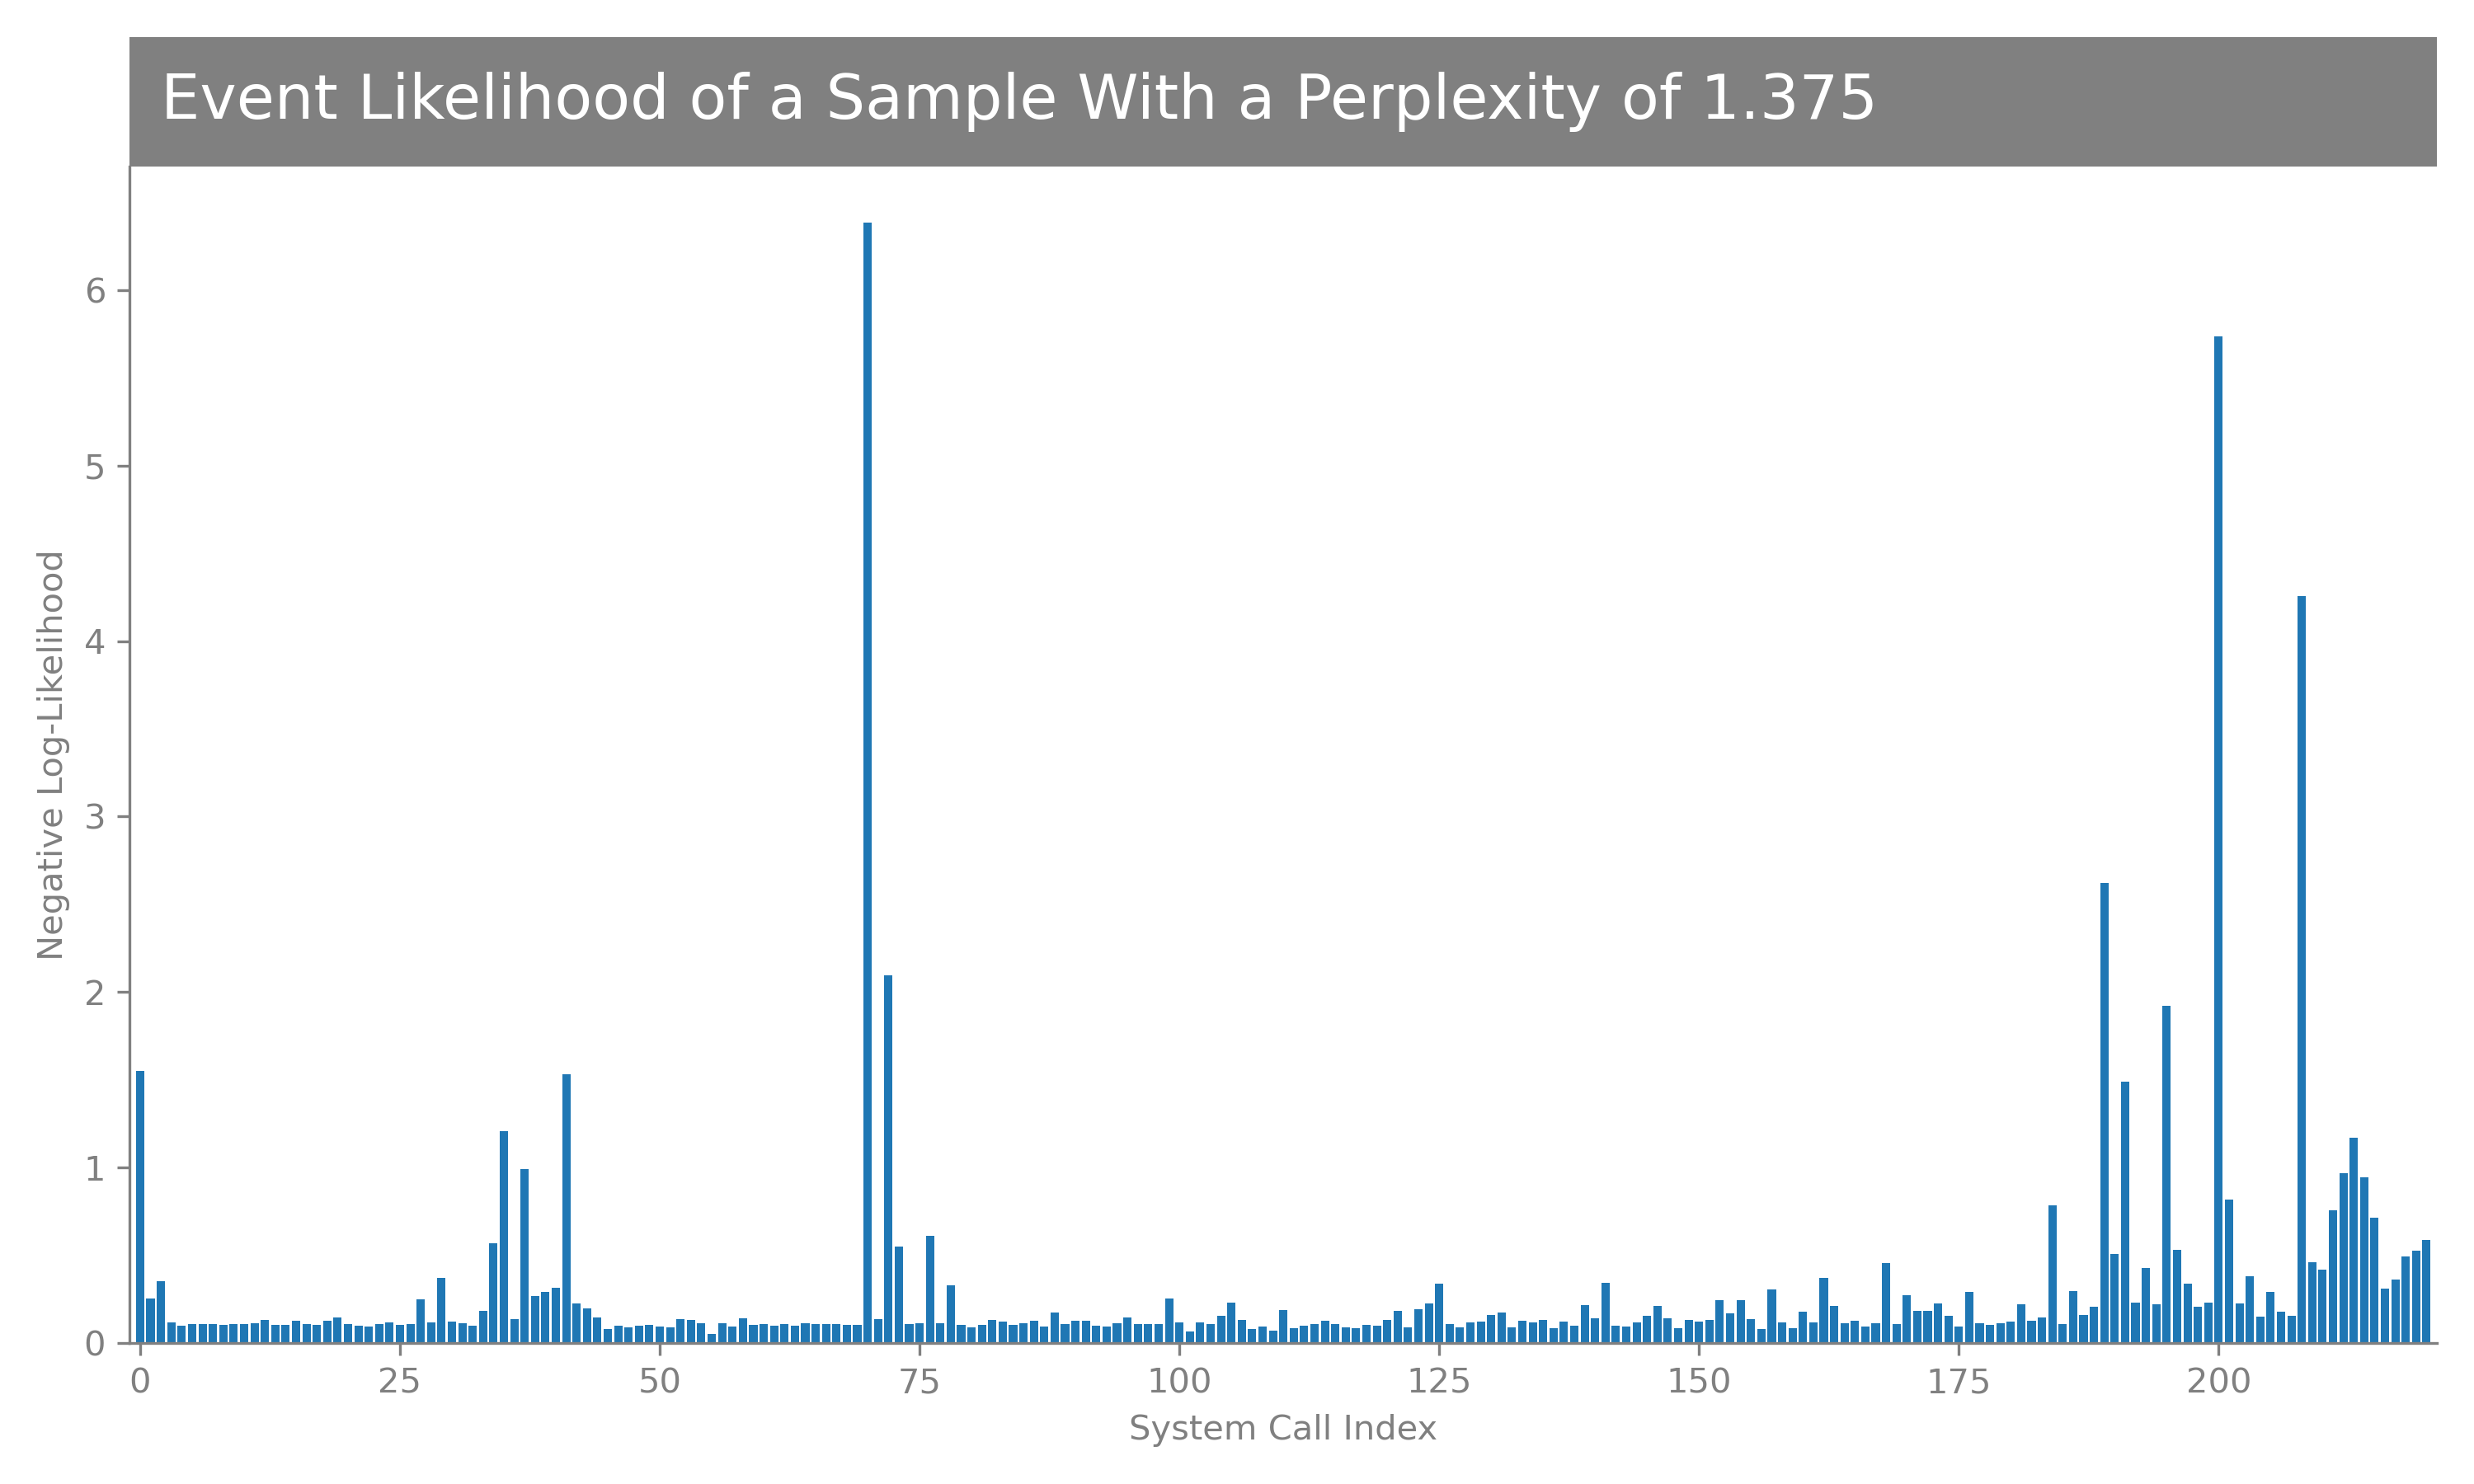 Event Likelihood of a Sample With a Perplexity of 1.375
Negative Log-Likelihood
6
5
4
3
2
1
0
0 25 50 75 100 125 150 175 200
System Call Index